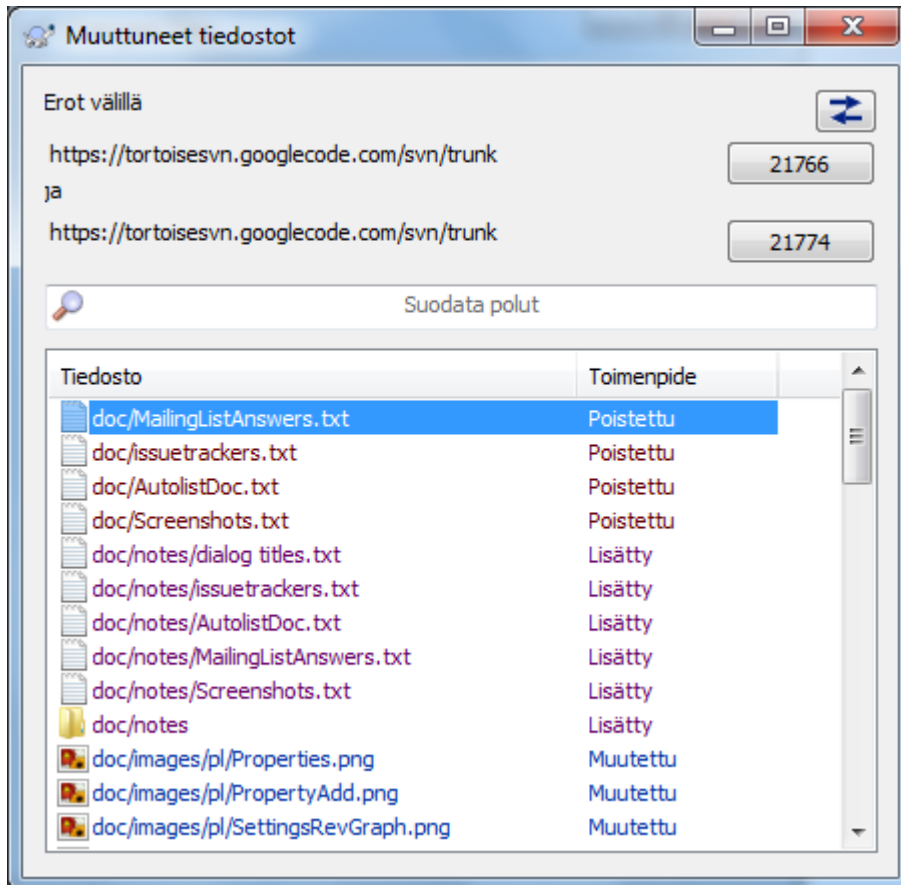 Muuttuneet tiedostot
Erot välillä
https://tortoisesvn.googlecode.com/svn/trunk
21766
ja
https://tortoisesvn.googlecode.com/svn/trunk
21774
Suodata polut
Tiedosto Toimenpide
doc/MailingListAnswers.txt Poistettu
doc/issuetrackers.txt Poistettu
doc/AutolistDoc.txt Poistettu
doc/Screenshots.txt Poistettu
doc/notes/dialog titles.txt Lisätty
doc/notes/issuetrackers.txt Lisätty
doc/notes/AutolistDoc.txt Lisätty
doc/notes/MailingListAnswers.txt Lisätty
doc/notes/Screenshots.txt Lisätty
doc/notes Lisätty
doc/images/pl/Properties.png Muutettu
doc/images/pl/PropertyAdd.png Muutettu
doc/images/pl/SettingsRevGraph.png Muutettu